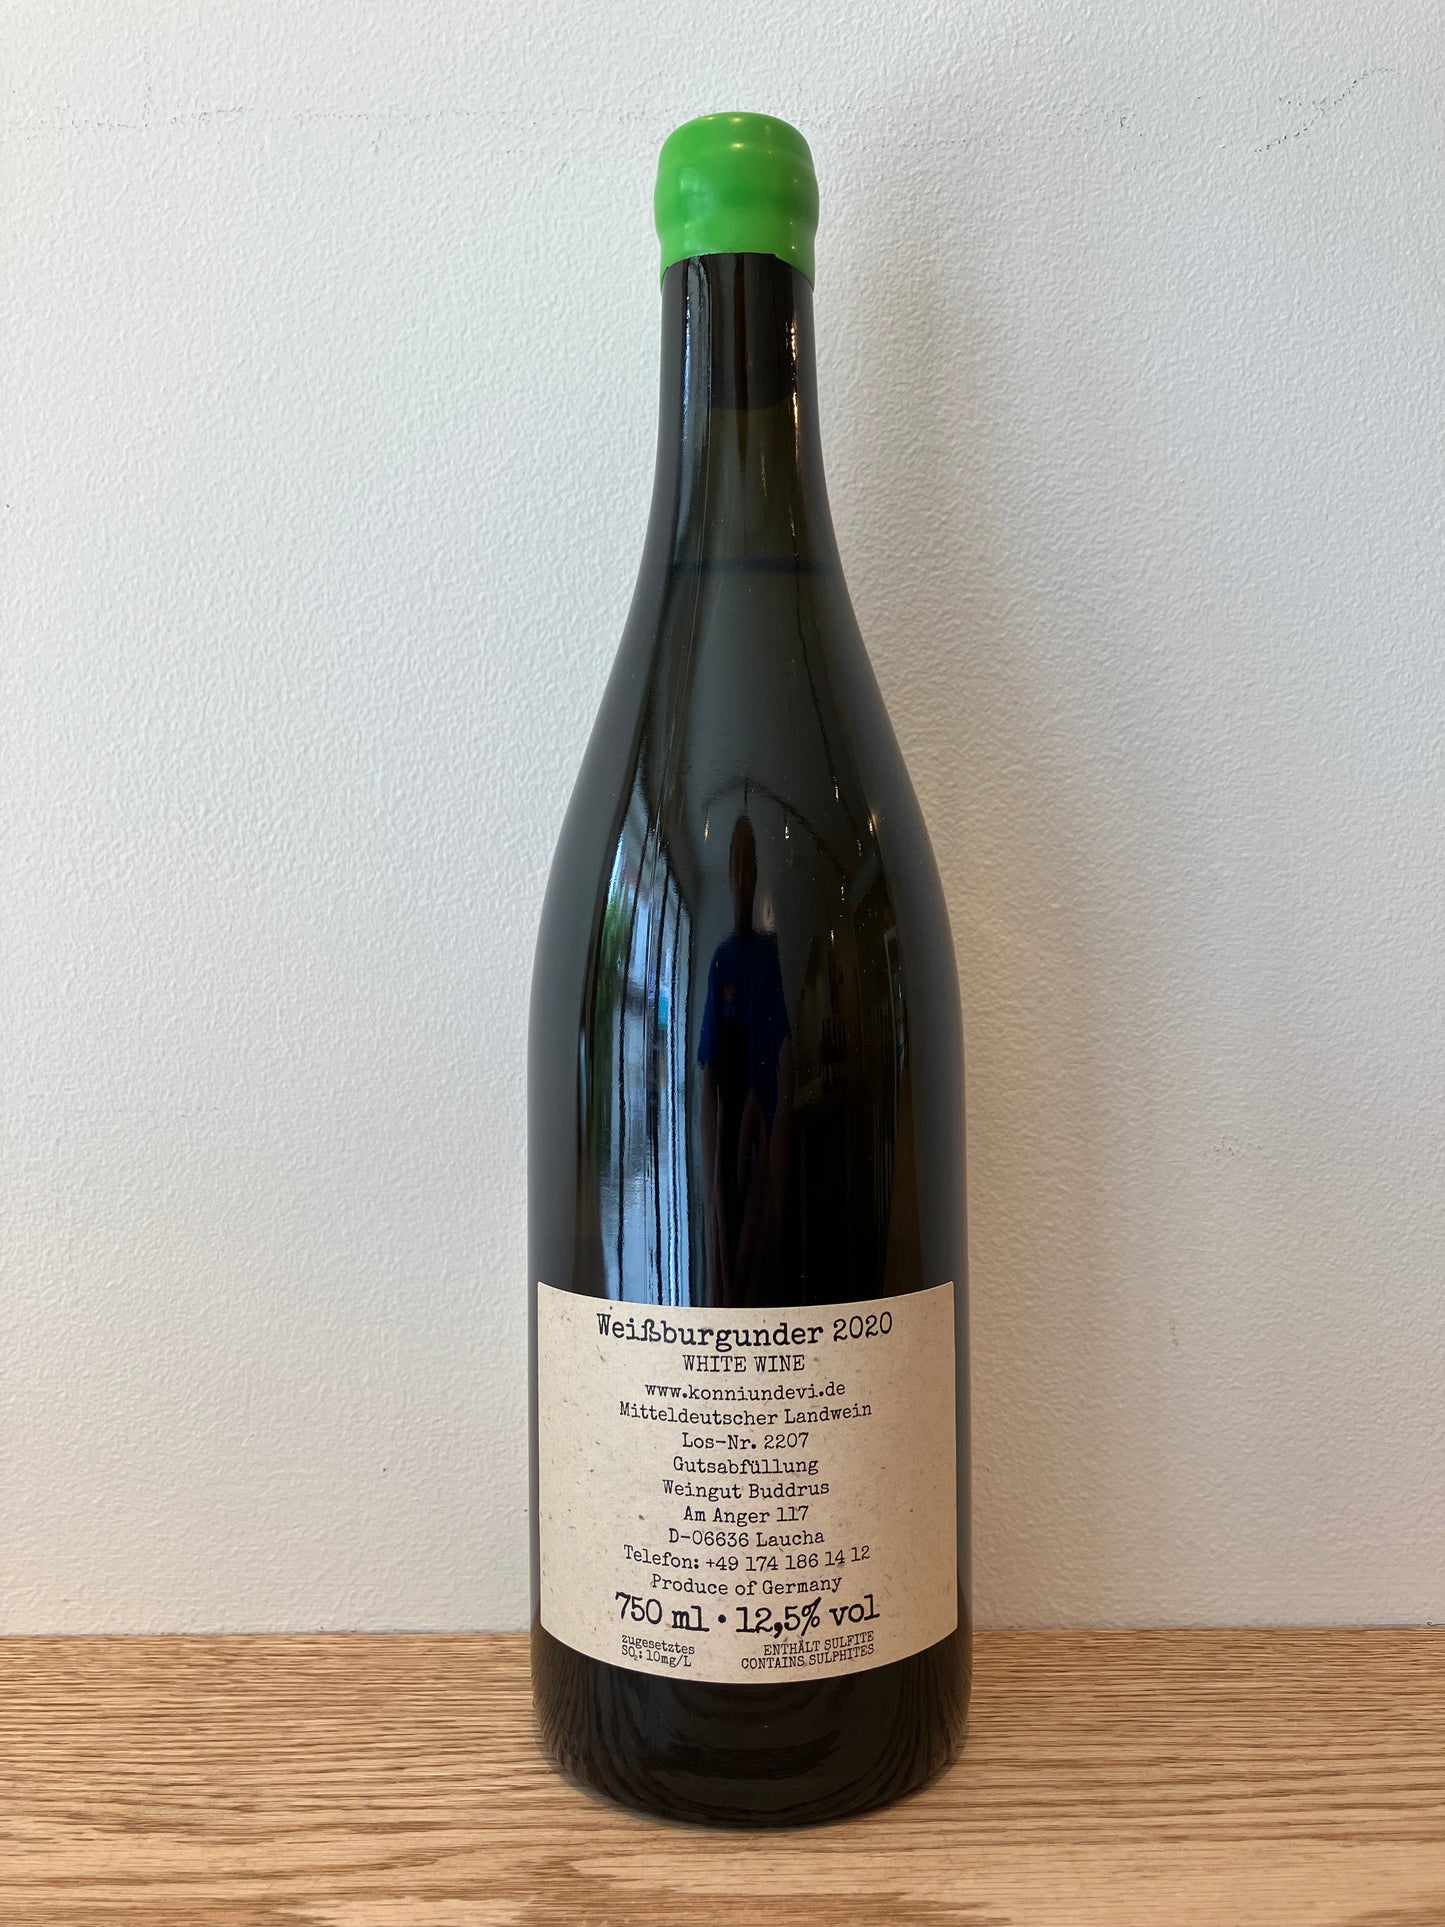 Weißburgunder 2020
WHITE WINE
www.konniundevi.de
Mitteldeutscher Landwein
Los-Nr. 2207
Gutsabfüllung
Weingut Buddrus
Am Anger 117
D-06636 Laucha
Telefon: +49 174 186 14 12
Produce of Germany
750 ml • 12,5% vol
zugesetztes
SO₂: 10mg/L
ENTHÄLT SULFITE
CONTAINS SULPHITES